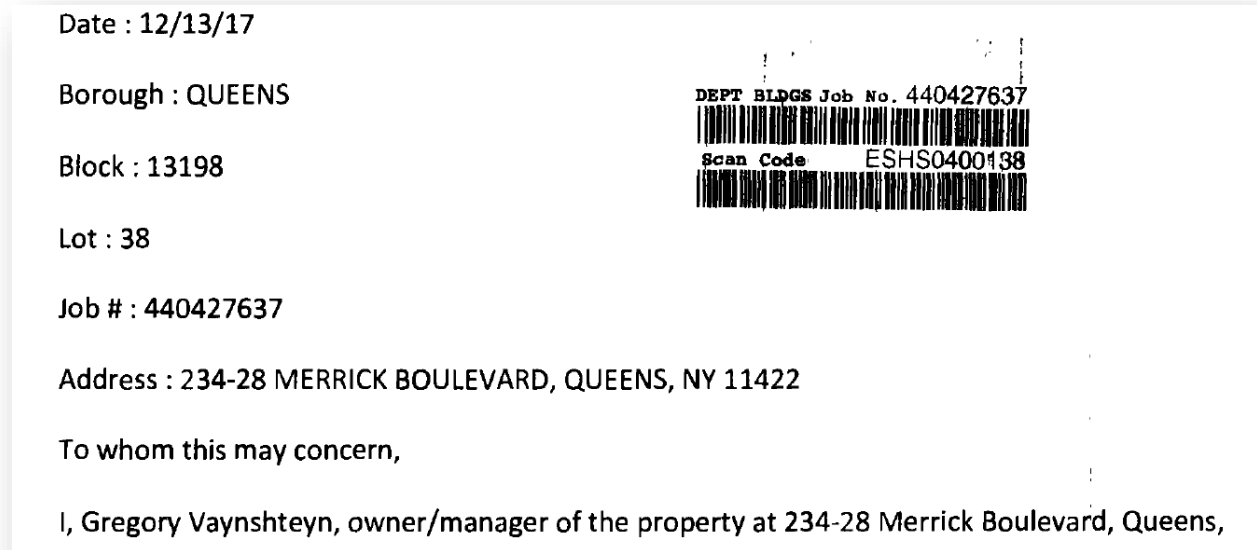 Date : 12/13/17
DEPT BLDGS Job No. 440427637
Borough : QUEENS
Scan Code ESHS0400138
Block : 13198
Lot : 38
Job # : 440427637
Address : 234-28 MERRICK BOULEVARD, QUEENS, NY 11422
To whom this may concern,
I, Gregory Vaynshteyn, owner/manager of the property at 234-28 Merrick Boulevard, Queens,